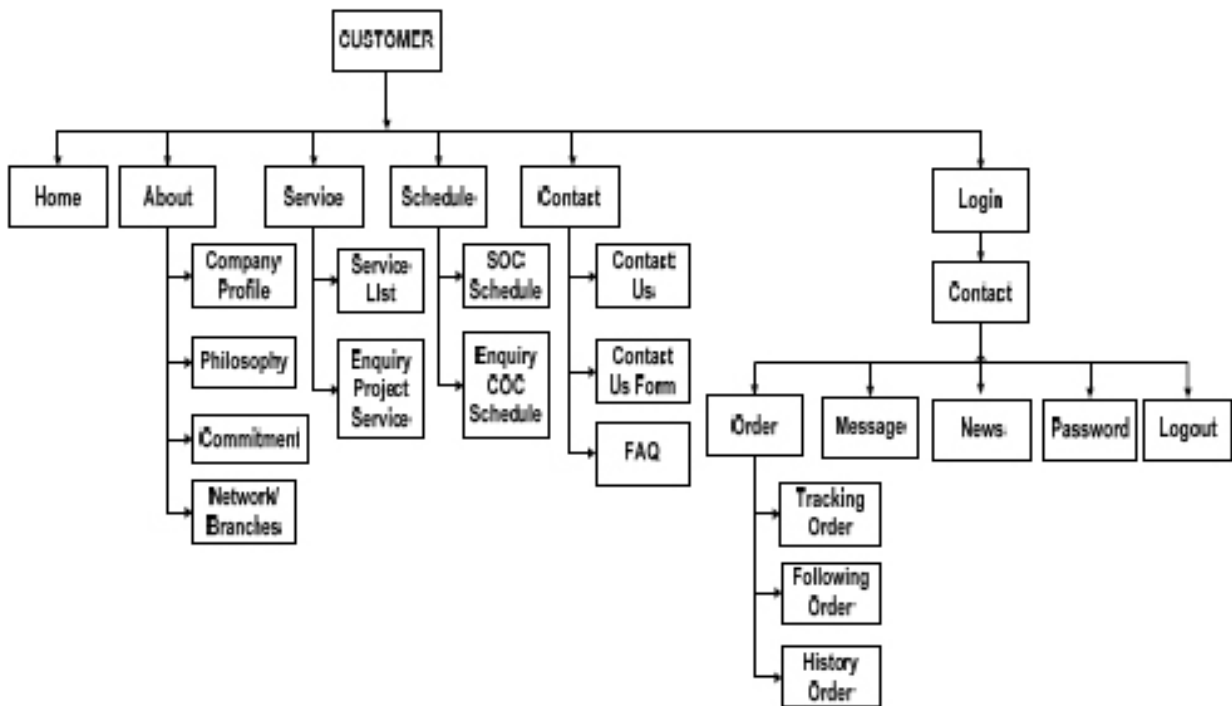 CUSTOMER
Home
About
Service
Schedule
Contact
Login
Company
Profile
Philosophy
Commitment
Network/
Branches
Service
LIst
Enquiry
Project
Service
SOC
Schedule
Enquiry
COC
Schedule
Contact
Us
Contact
Us Form
FAQ
Contact
Order
Message
News
Password
Logout
Tracking
Order
Following
Order
History
Order